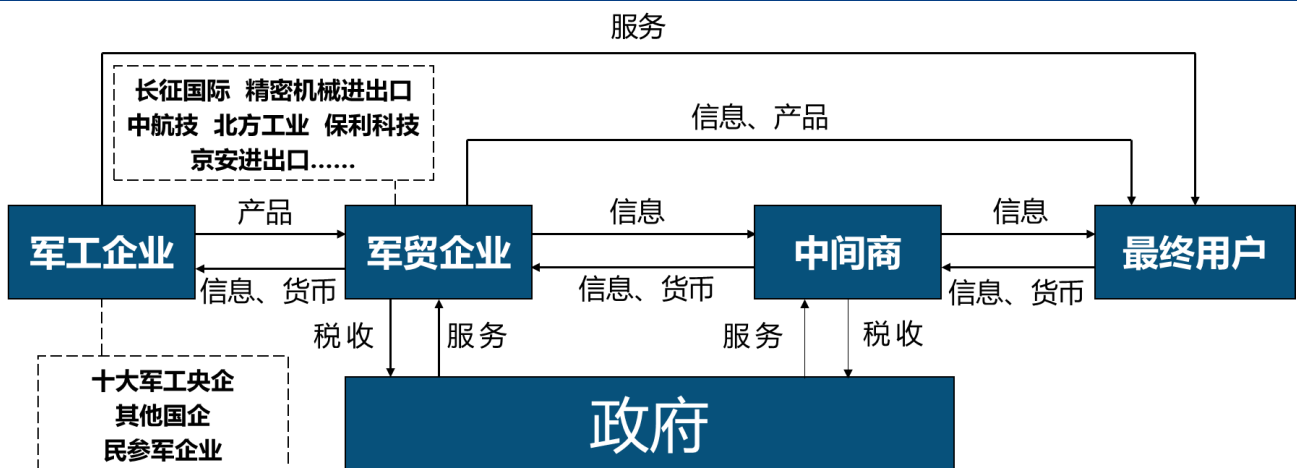 服务
长征国际 精密机械进出口
中航技 北方工业 保利科技
京安进出口……
信息、产品
产品
信息
信息
军工企业
军贸企业
中间商
最终用户
信息、货币
信息、货币
信息、货币
税收
服务
服务
税收
十大军工央企
其他国企
民参军企业
政府